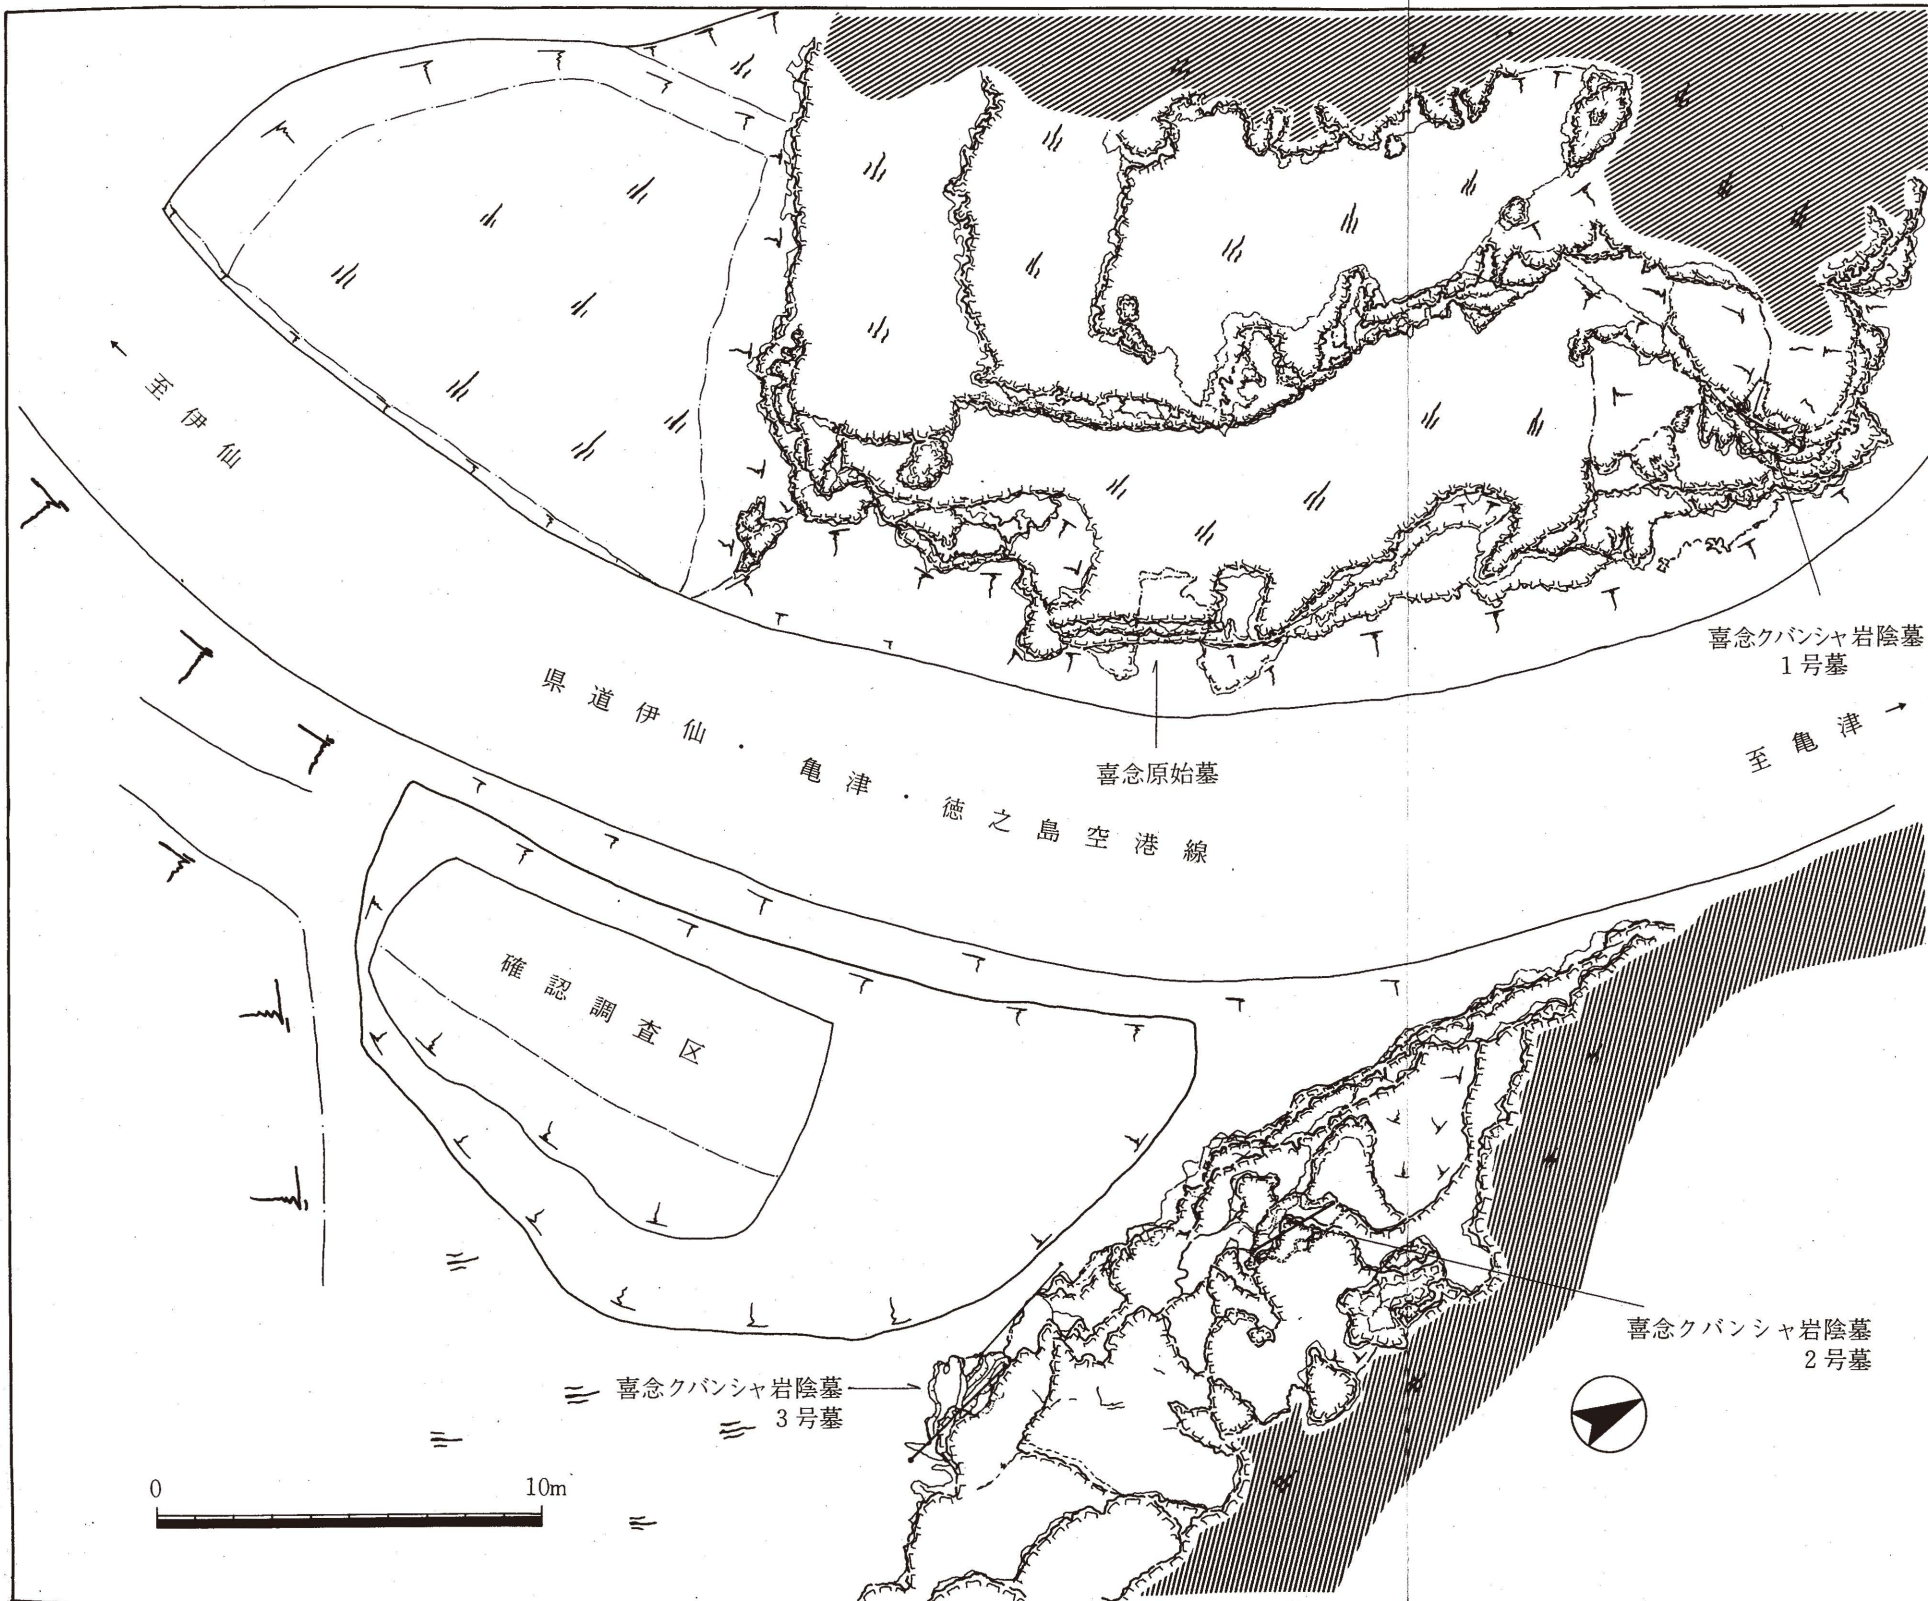 至伊仙
喜念クバンシャ岩陰墓
1号墓
県道伊仙・亀津・徳之島空港線
至亀津
喜念原始墓
確認調査区
喜念クバンシャ岩陰墓
2号墓
喜念クバンシャ岩陰墓
3号墓
0 10m